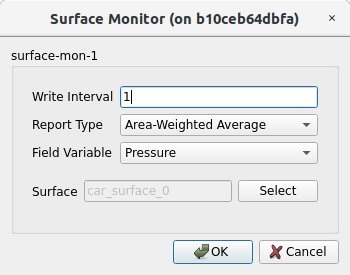 Surface Monitor (on b10ceb64dbfa)
surface-mon-1
Write Interval 1
Report Type Area-Weighted Average
Field Variable Pressure
Surface car_surface_0 Select
OK Cancel